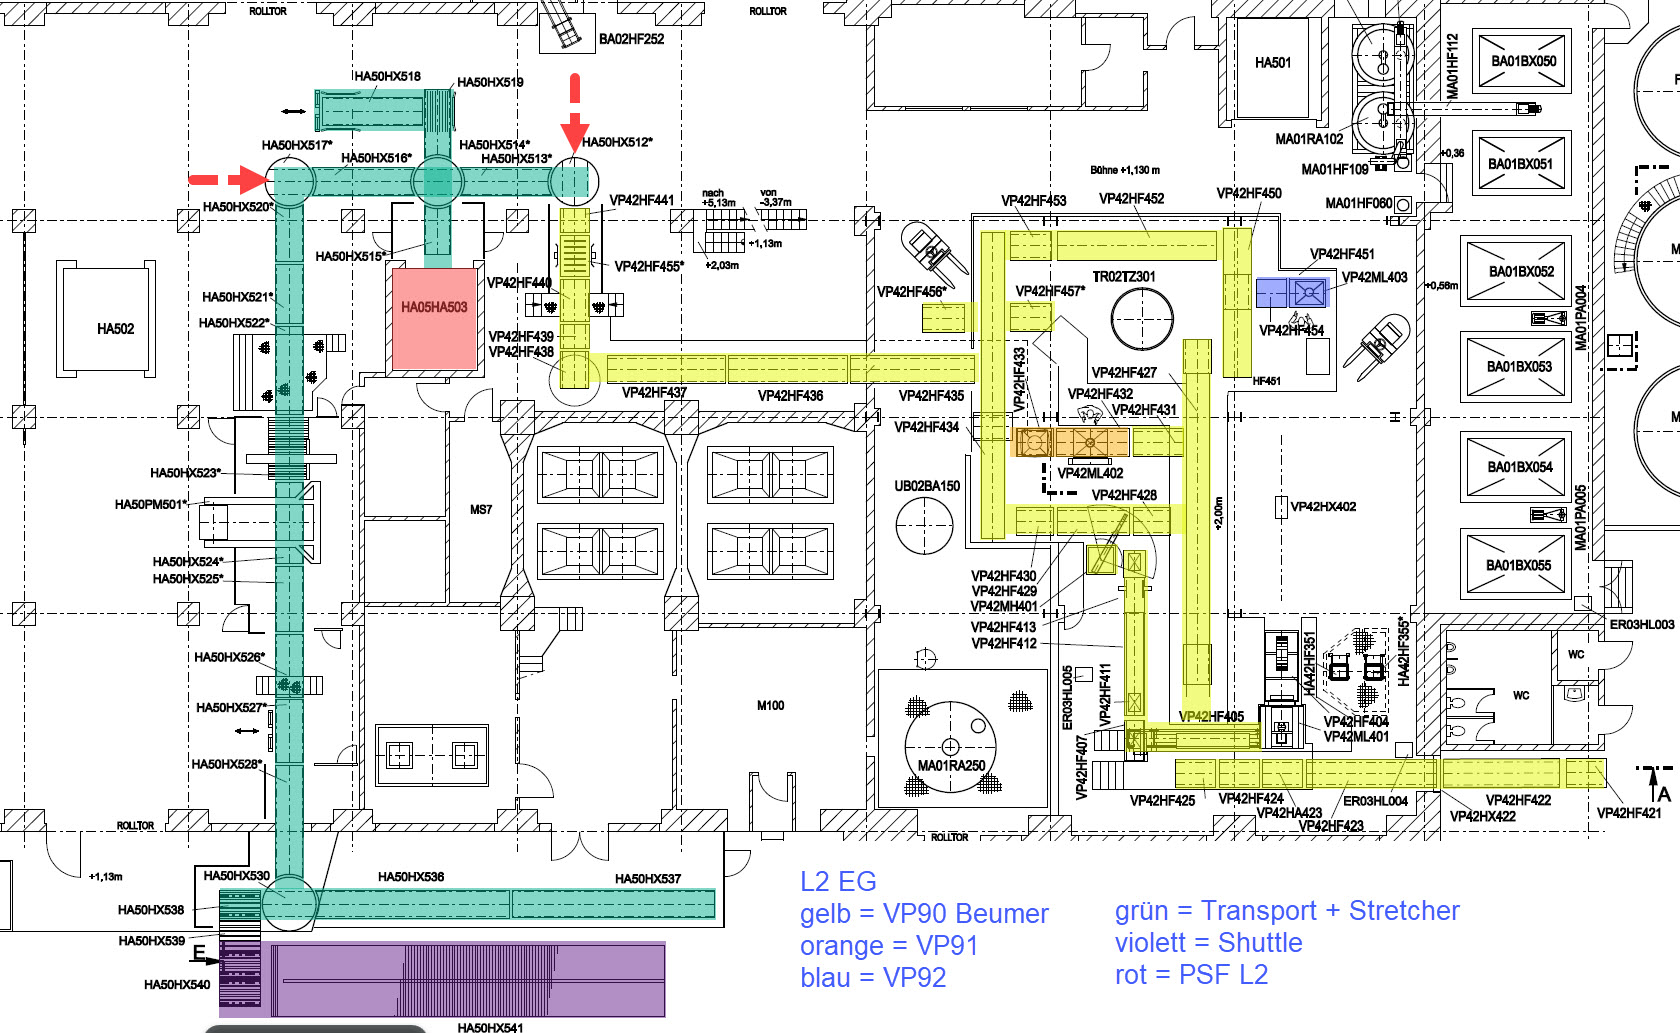 ROLLTOR
ROLLTOR
BA02HF252
HA501
MA01HF112
BA01BX050
HA50HX518
HA50HX519
MA01RA102
HA50HX517*
HA50HX516*
HA50HX514*
HA50HX513*
HA50HX512*
+0,36
BA01BX051
Bühne +1,130 m
MA01HF109
HA50HX520*
VP42HF441
nach
+5,13m
von
-3,37m
VP42HF453
VP42HF452
VP42HF450
MA01HF060
+1,13m
+2,03m
HA50HX515*
VP42HF455*
VP42HF451
VP42ML403
TR02TZ301
BA01BX052
+0,56m
HA50HX521*
HA05HA503
VP42HF440
VP42HF456*
VP42HF457*
MA01PA004
HA502
HA50HX522*
VP42HF439
VP42HF438
VP42HF454
VP42HF433
BA01BX053
VP42HF437
VP42HF436
VP42HF435
VP42HF427
HF451
VP42HF432
VP42HF431
VP42HF434
BA01BX054
HA50HX523*
VP42ML402
UB02BA150
VP42HF428
HA50PM501*
MS7
+2,00m
VP42HX402
MA01PA005
HA50HX524*
HA50HX525*
VP42HF430
VP42HF429
VP42MH401
BA01BX055
VP42HF413
VP42HF412
ER03HL003
HA50HX526*
ER03HL005
VP42HF411
HA42HF351
HA42HF355*
WC
WC
HA50HX527*
M100
VP42HF405
VP42HF404
VP42ML401
HA50HX528*
MA01RA250
VP42HF407
A
VP42HF425
VP42HF424
VP42HA423
VP42HF423
ER03HL004
VP42HX422
VP42HF422
VP42HF421
ROLLTOR
ROLLTOR
+1,13m
HA50HX530
HA50HX536
HA50HX537
HA50HX538
HA50HX539
E
HA50HX540
HA50HX541
L2 EG
gelb = VP90 Beumer
orange = VP91
blau = VP92
grün = Transport + Stretcher
violett = Shuttle
rot = PSF L2